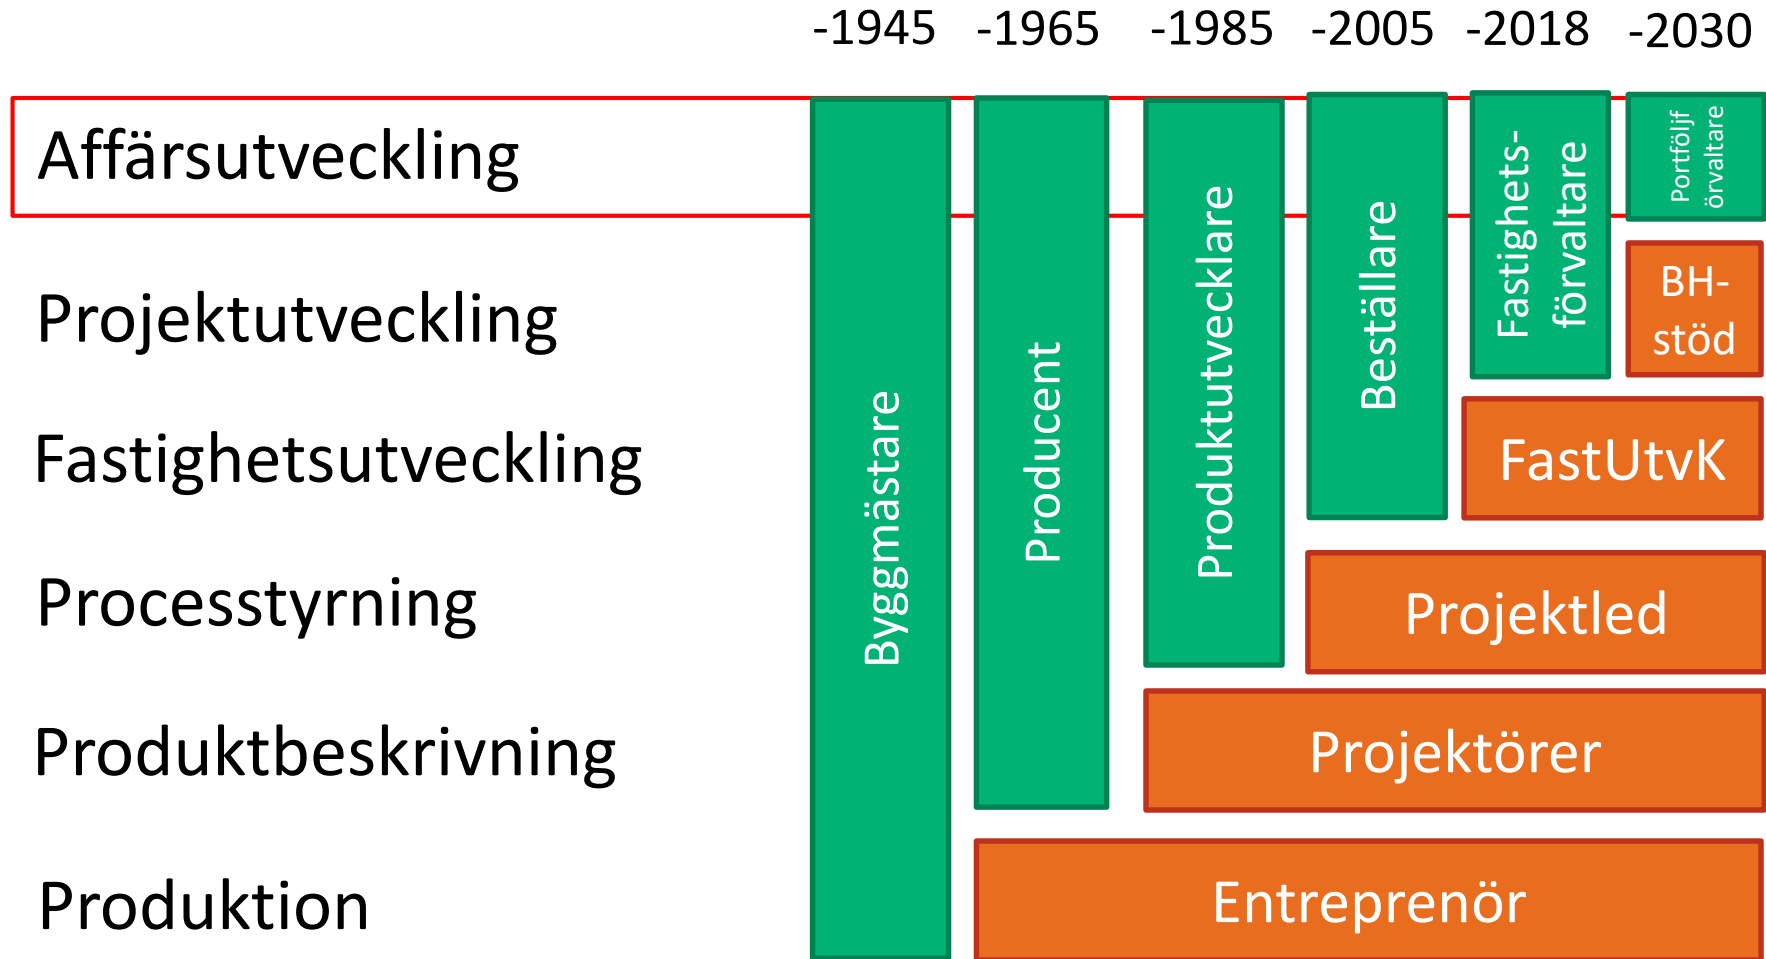 -1945 -1965 -1985 -2005 -2018 -2030
Affärsutveckling
Projektutveckling
Fastighetsutveckling
Processtyrning
Produktbeskrivning
Produktion
Byggmästare
Producent
Produktutvecklare
Beställare
Fastighets-
förvaltare
Portföljf
örvaltare
BH-
stöd
FastUtvK
Projektled
Projektörer
Entreprenör